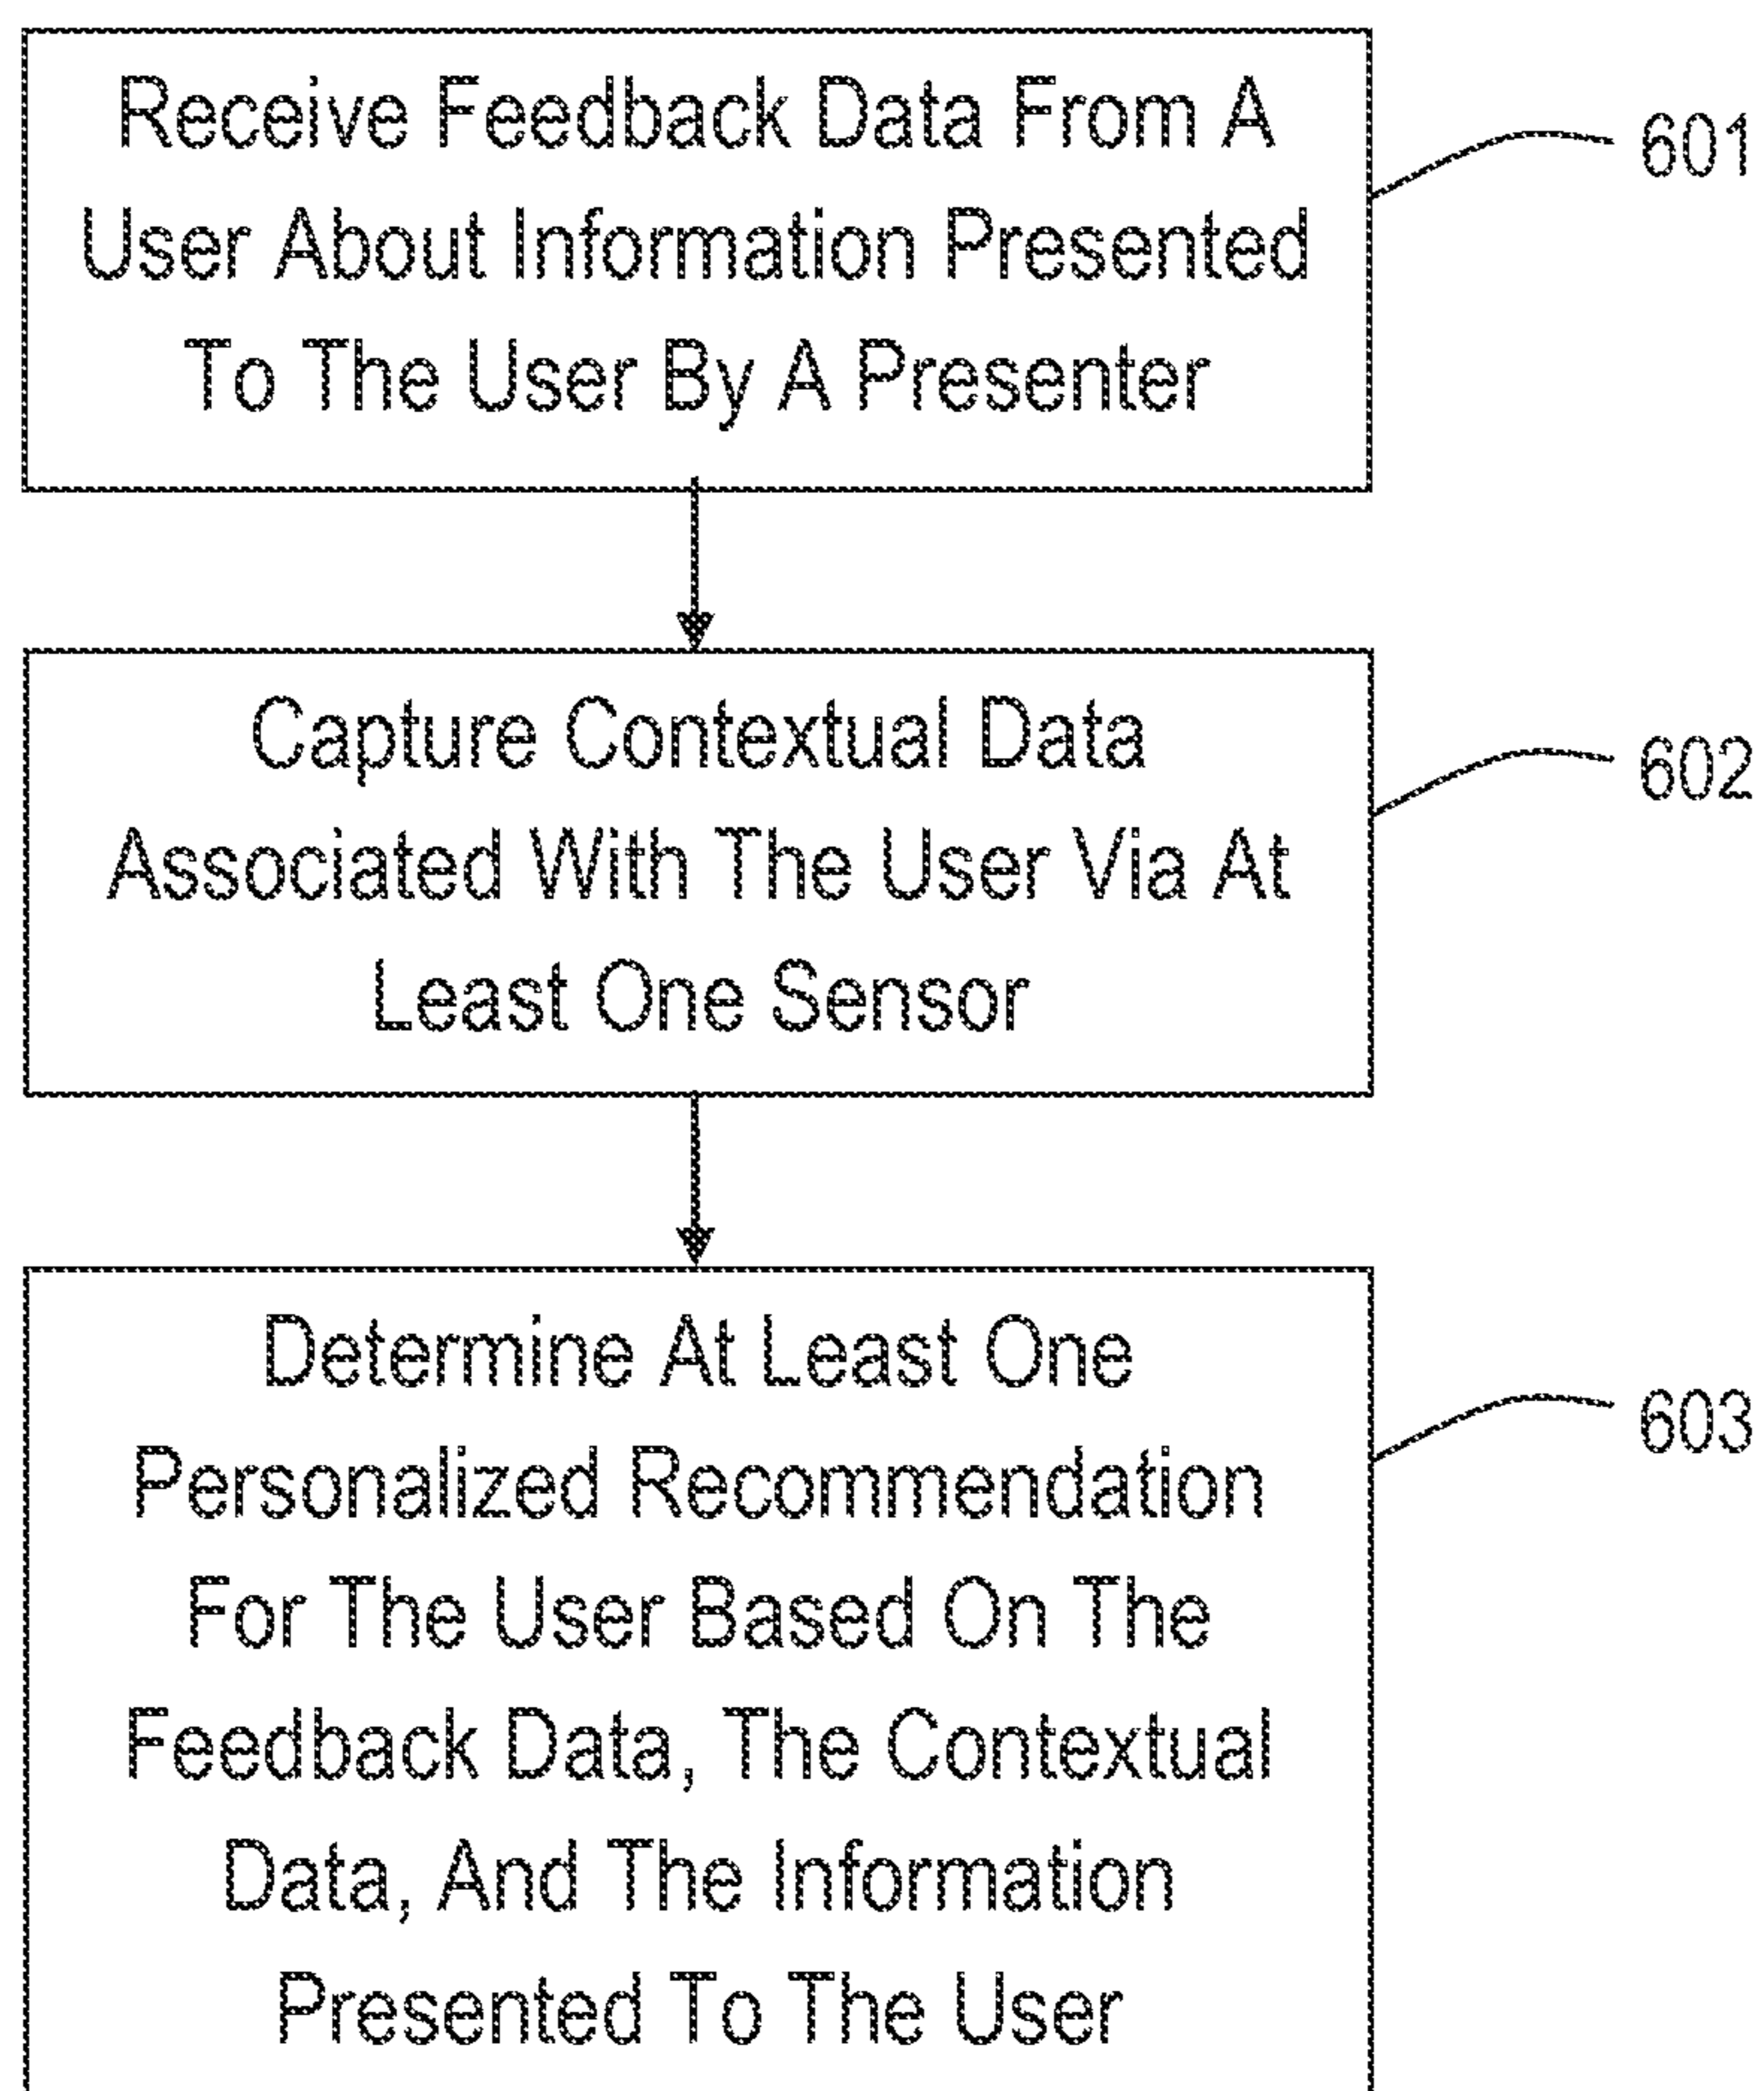 Receive Feedback Data From A
User About Information Presented
To The User By A Presenter
601
Capture Contextual Data
Associated With The User Via At
Least One Sensor
602
Determine At Least One
Personalized Recommendation
For The User Based On The
Feedback Data, The Contextual
Data, And The Information
Presented To The User
603